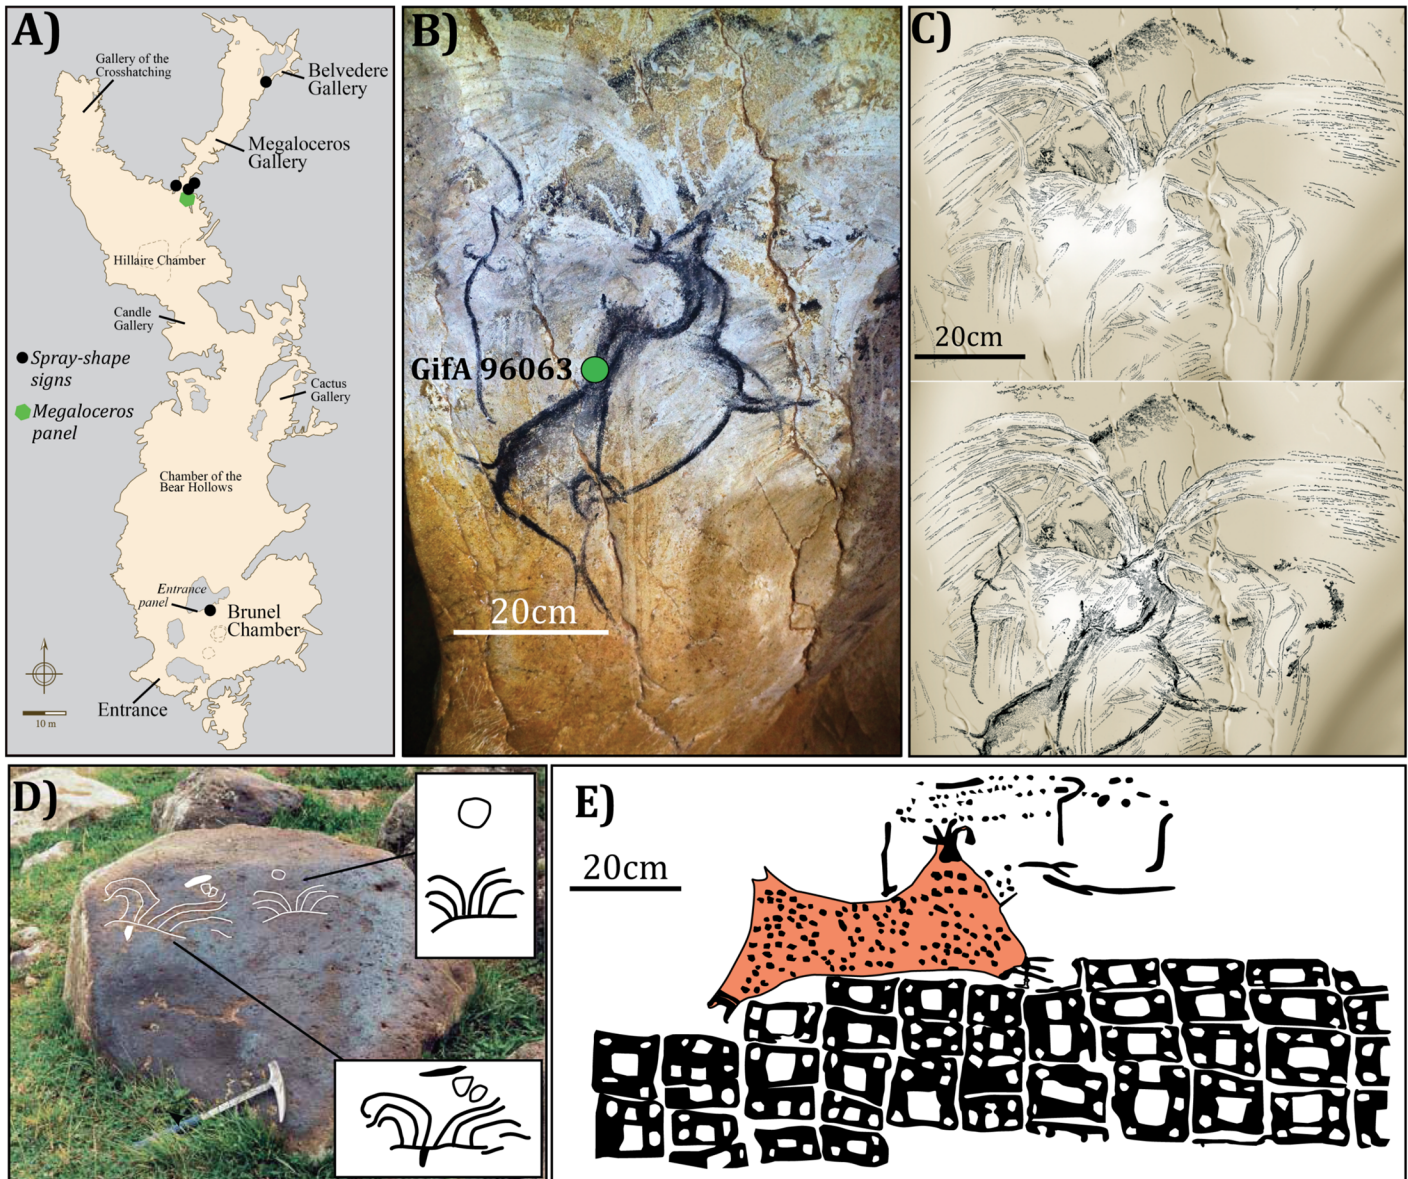 A)
Gallery of the
Crosshatching
Belvedere
Gallery
Megaloceros
Gallery
Hillaire Chamber
Candle
Gallery
Spray-shape
signs
Megaloceros
panel
Cactus
Gallery
Chamber of the
Bear Hollows
Entrance
panel
Brunel
Chamber
Entrance
10 m
B)
GifA 96063
20cm
C)
20cm
D)
E)
20cm